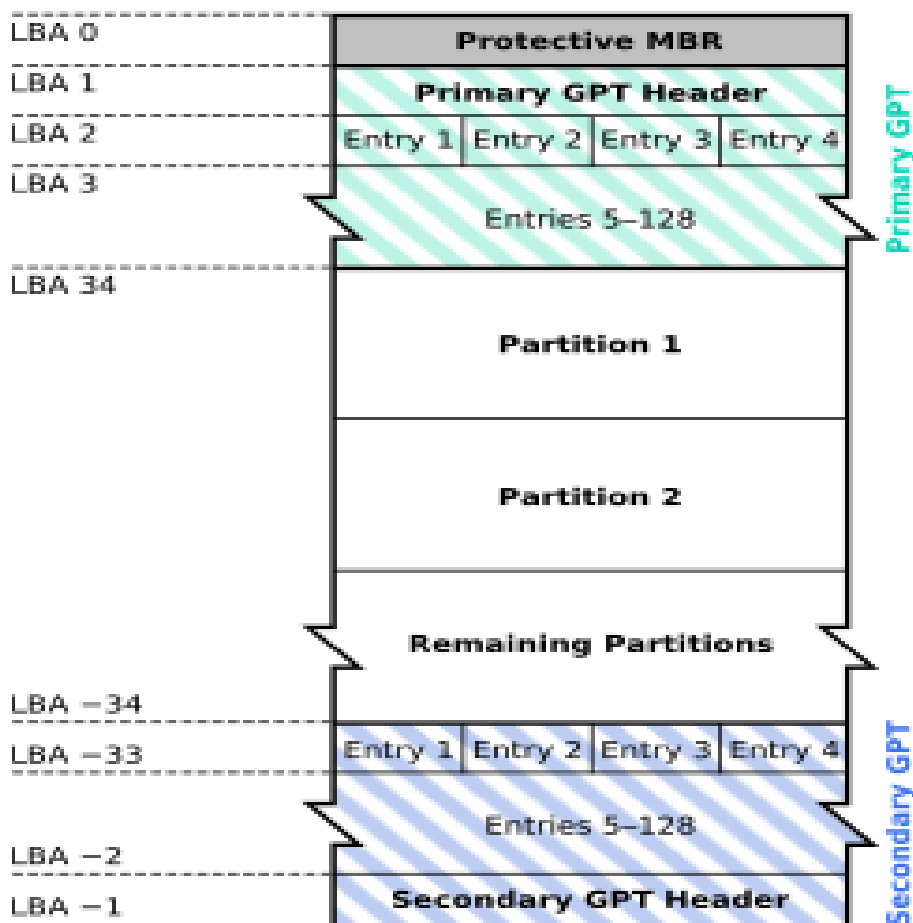 LBA 0
Protective MBR
LBA 1
Primary GPT Header
LBA 2
Entry 1 Entry 2 Entry 3 Entry 4
LBA 3
Entries 5–128
Primary GPT
LBA 34
Partition 1
Partition 2
Remaining Partitions
LBA −34
LBA −33
Entry 1 Entry 2 Entry 3 Entry 4
Entries 5–128
LBA −2
LBA −1
Secondary GPT Header
Secondary GPT